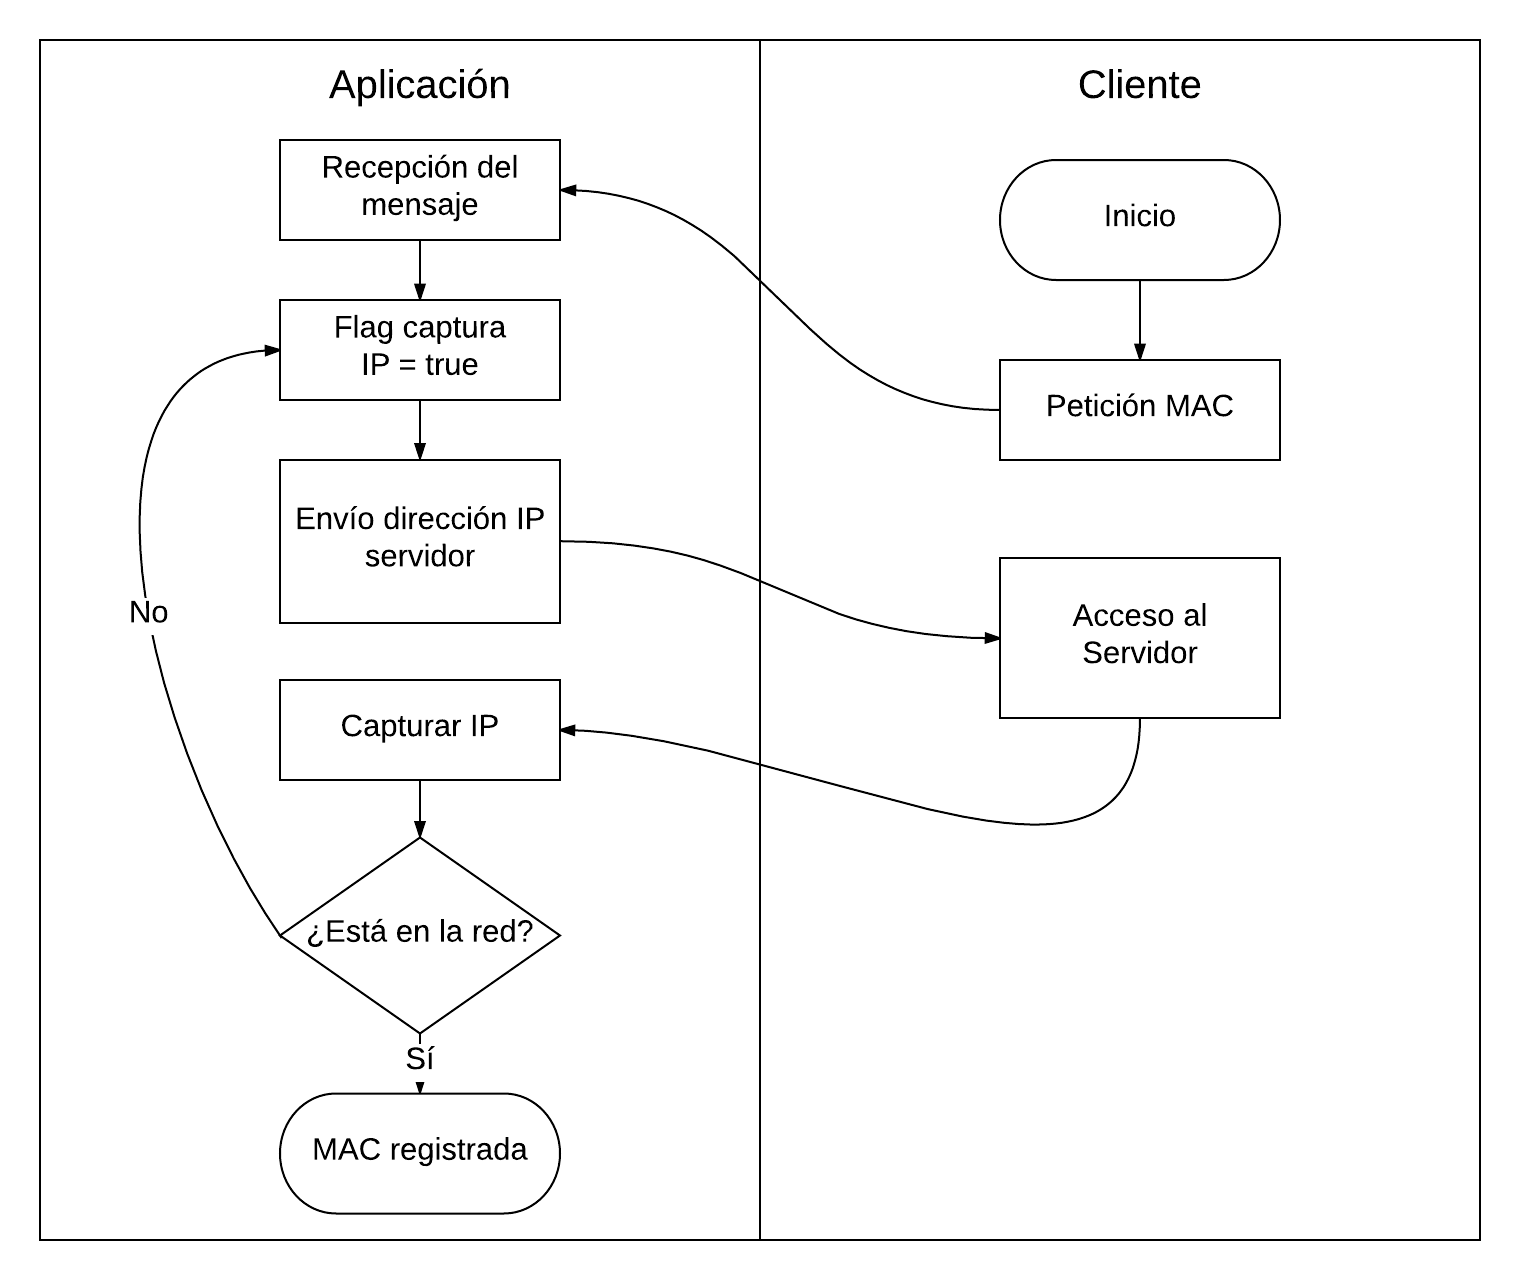 Aplicación
Recepción del
mensaje
Flag captura
IP = true
Envío dirección IP
servidor
No
Capturar IP
¿Está en la red?
Sí
MAC registrada
Cliente
Inicio
Petición MAC
Acceso al
Servidor